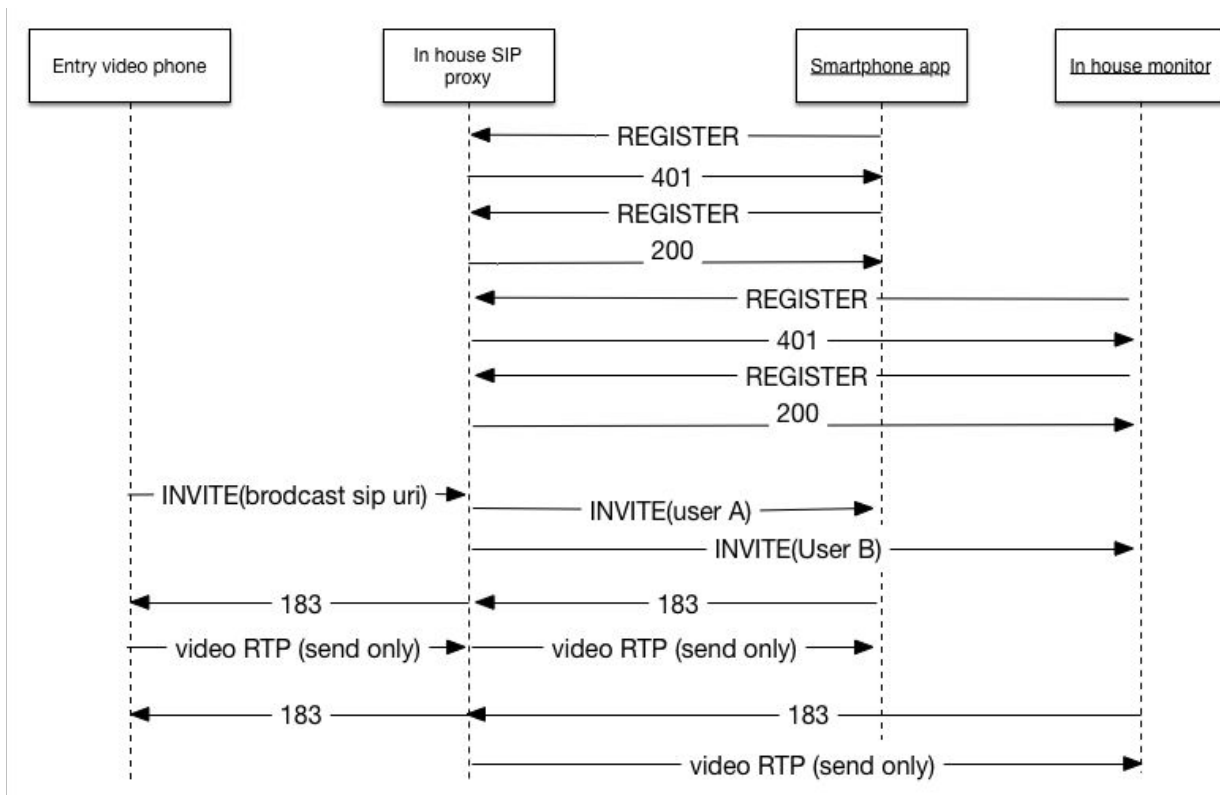 Entry video phone
In house SIP
proxy
Smartphone app
In house monitor
REGISTER
401
REGISTER
200
REGISTER
401
REGISTER
200
INVITE(brodcast sip uri)
INVITE(user A)
INVITE(User B)
183
183
video RTP (send only)
video RTP (send only)
183
183
video RTP (send only)